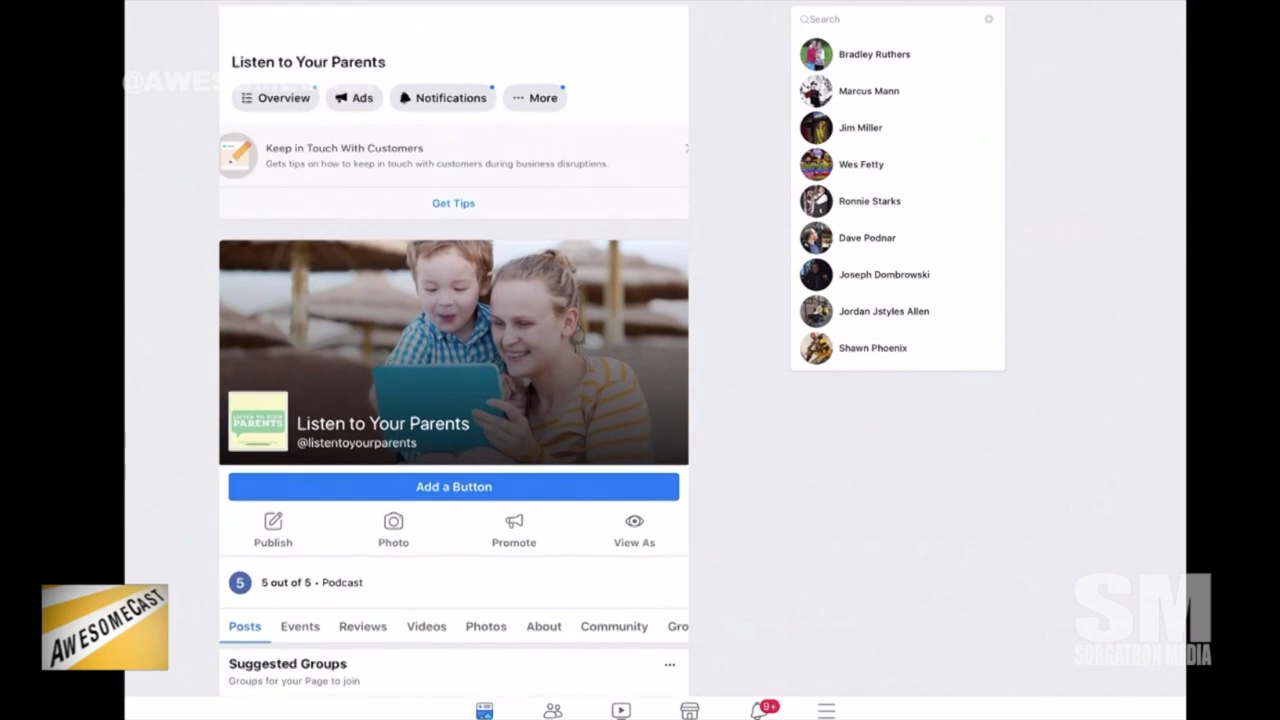 Listen to Your Parents
@AWES
Overview
Ads
Notifications
More
Keep in Touch With Customers
Gets tips on how to keep in touch with customers during business disruptions.
Get Tips
LISTEN TO YOUR
PARENTS
Listen to Your Parents
@listentoyourparents
Add a Button
Publish
Photo
Promote
View As
5
5 out of 5 • Podcast
Posts
Events
Reviews
Videos
Photos
About
Community
Gro
Suggested Groups
Groups for your Page to join
9+
Search
Bradley Ruthers
Marcus Mann
Jim Miller
Wes Fetty
Ronnie Starks
Dave Podnar
Joseph Dombrowski
Jordan Jstyles Allen
Shawn Phoenix
AWESOMECAST
SM
SORGATRON MEDIA